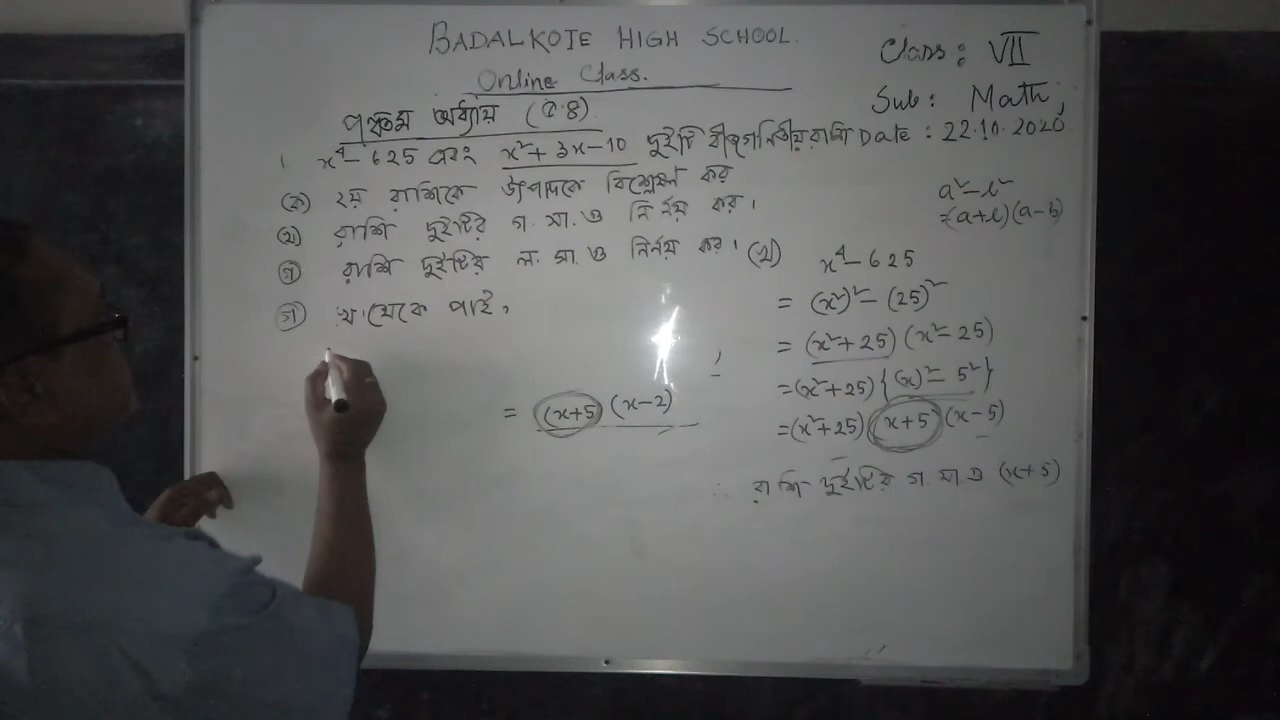 BADALKOTE HIGH SCHOOL.
Online Class.
Class: VII
Sub: Math,
Date: 22.10.2020
পঞ্চম অধ্যায় (৫.৪)
১. x⁴-625 এবং x²+3x-10 দুইটি বীজগণিতীয় রাশি
(ক) ২য় রাশিকে উৎপাদকে বিশ্লেষণ কর
(খ) রাশি দুইটির গ.সা.গু নির্ণয় কর।
(গ) রাশি দুইটির ল.সা.গু নির্ণয় কর।
(গ) 'খ' থেকে পাই,
= (x+5)(x-2)
a²-b²
=(a+b)(a-b)
(খ) x⁴-625
= (x²)²-(25)²
= (x²+25)(x²-25)
=(x²+25){(x)²-5²}
=(x²+25)(x+5)(x-5)
∴ রাশি দুইটির গ.সা.গু (x+5)